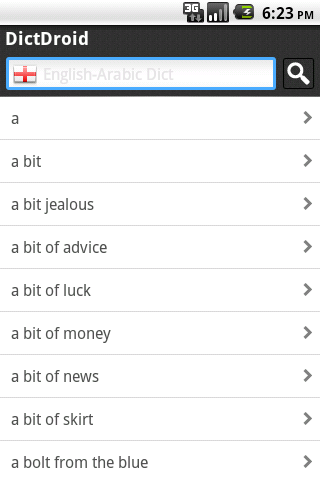 3G
6:23 PM
DictDroid
English-Arabic Dict
a
a bit
a bit jealous
a bit of advice
a bit of luck
a bit of money
a bit of news
a bit of skirt
a bolt from the blue